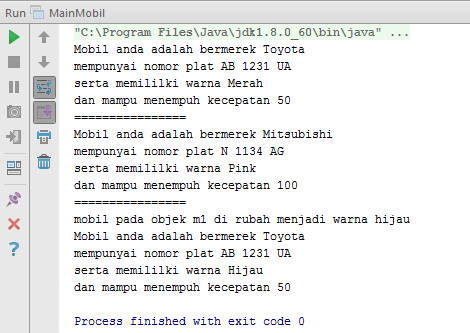 Run MainMobil
"C:\Program Files\Java\jdk1.8.0_60\bin\java" ...
Mobil anda adalah bermerek Toyota
mempunyai nomor plat AB 1231 UA
serta memililki warna Merah
dan mampu menempuh kecepatan 50
================
Mobil anda adalah bermerek Mitsubishi
mempunyai nomor plat N 1134 AG
serta memililki warna Pink
dan mampu menempuh kecepatan 100
================
mobil pada objek m1 di rubah menjadi warna hijau
Mobil anda adalah bermerek Toyota
mempunyai nomor plat AB 1231 UA
serta memililki warna Hijau
dan mampu menempuh kecepatan 50
Process finished with exit code 0